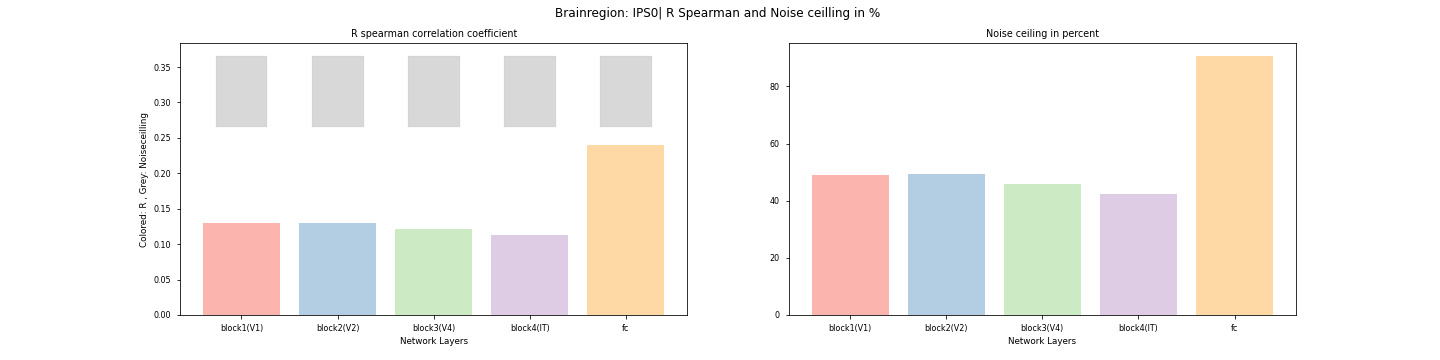 Brainregion: IPS0| R Spearman and Noise ceilling in %
R spearman correlation coefficient
Colored: R , Grey: Noiseceilling
0.35
0.30
0.25
0.20
0.15
0.10
0.05
0.00
block1(V1) block2(V2) block3(V4) block4(IT) fc
Network Layers
Noise ceiling in percent
80
60
40
20
0
block1(V1) block2(V2) block3(V4) block4(IT) fc
Network Layers